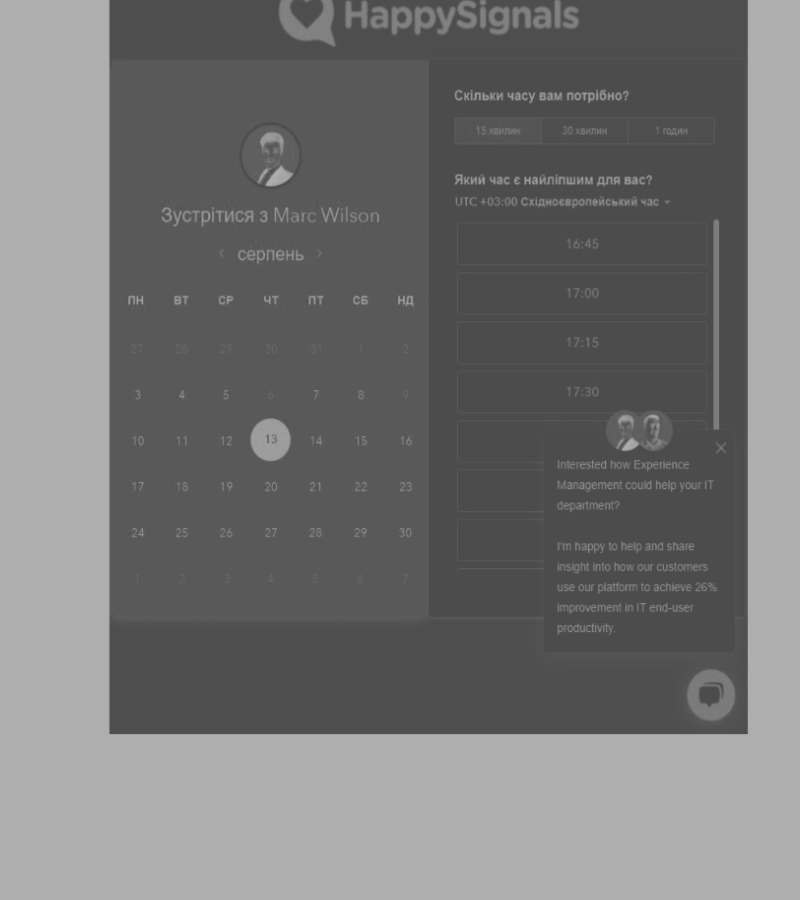 HappySignals
Скільки часу вам потрібно?
15 хвилин 30 хвилин 1 годин
Зустрітися з Marc Wilson
‹ серпень ›
ПН ВТ СР ЧТ ПТ СБ НД
27 28 29 30 31 1 2
3 4 5 6 7 8 9
10 11 12 13 14 15 16
17 18 19 20 21 22 23
24 25 26 27 28 29 30
1 2 3 4 5 6 7
Який час є найліпшим для вас?
UTC +03:00 Східноєвропейський час
16:45
17:00
17:15
17:30
Interested how Experience
Management could help your IT
department?
I'm happy to help and share
insight into how our customers
use our platform to achieve 26%
improvement in IT end-user
productivity.